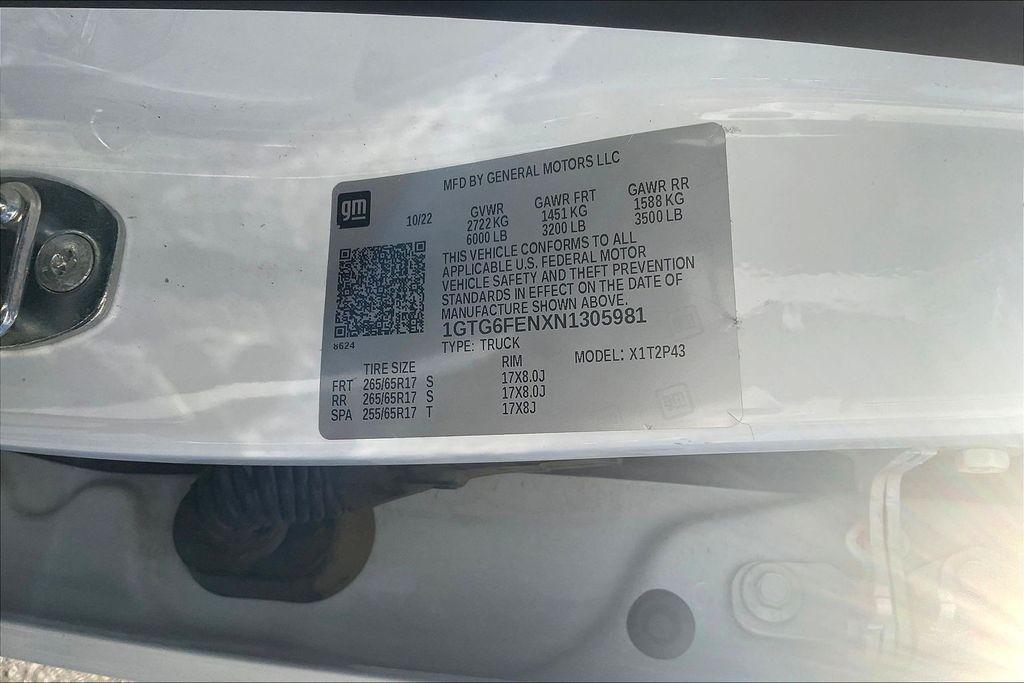 MFD BY GENERAL MOTORS LLC
gm
10/22
GVWR GAWR FRT GAWR RR
2722 KG 1451 KG 1588 KG
6000 LB 3200 LB 3500 LB
THIS VEHICLE CONFORMS TO ALL
APPLICABLE U.S. FEDERAL MOTOR
VEHICLE SAFETY AND THEFT PREVENTION
STANDARDS IN EFFECT ON THE DATE OF
MANUFACTURE SHOWN ABOVE.
1GTG6FENXN1305981
8624
TYPE: TRUCK MODEL: X1T2P43
TIRE SIZE RIM
FRT 265/65R17 S 17X8.0J
RR 265/65R17 S 17X8.0J
SPA 255/65R17 T 17X8J
gm